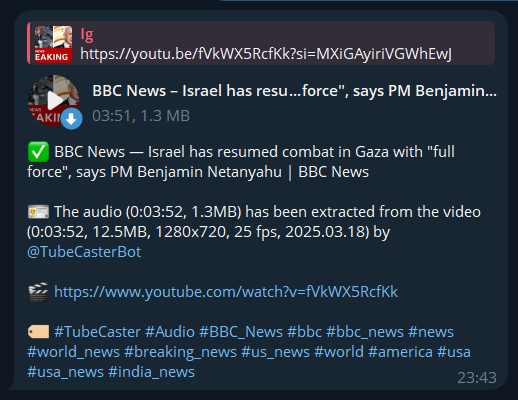 Ig
https://youtu.be/fVkWX5RcfKk?si=MXiGAyiriVGWhEwJ
EAKING
BBC News – Israel has resu...force", says PM Benjamin...
03:51, 1.3 MB
✅ BBC News — Israel has resumed combat in Gaza with "full
force", says PM Benjamin Netanyahu | BBC News
The audio (0:03:52, 1.3MB) has been extracted from the video
(0:03:52, 12.5MB, 1280x720, 25 fps, 2025.03.18) by
@TubeCasterBot
https://www.youtube.com/watch?v=fVkWX5RcfKk
#TubeCaster #Audio #BBC_News #bbc #bbc_news #news
#world_news #breaking_news #us_news #world #america #usa
#usa_news #india_news
23:43